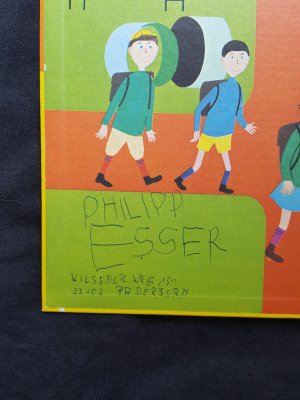 PHILIPP
ESSER
WILSEDER WEG 13
33102 PADERBORN